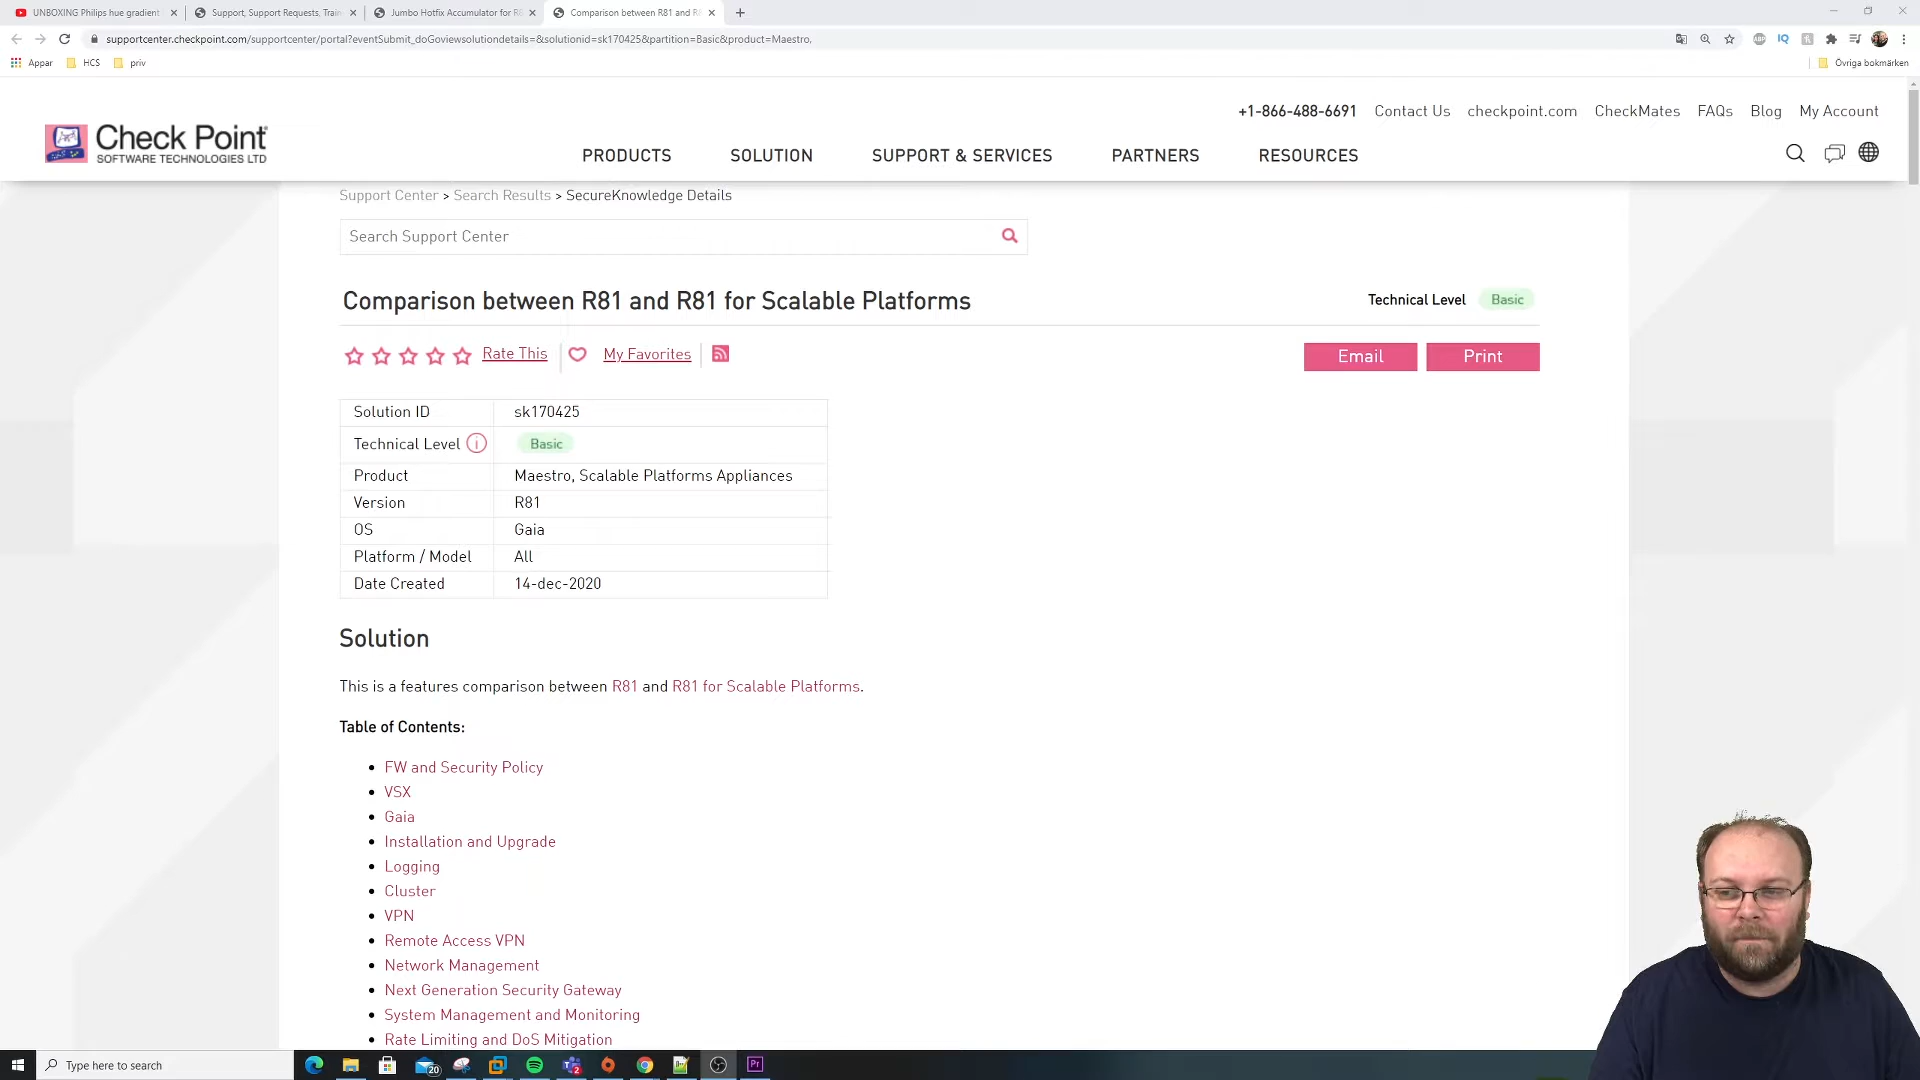 UNBOXING Philips hue gradient
Support, Support Requests, Train
Jumbo Hotfix Accumulator for R8
Comparison between R81 and R8
supportcenter.checkpoint.com/supportcenter/portal?eventSubmit_doGoviewsolutiondetails=&solutionid=sk170425&partition=Basic&product=Maestro,
ABP
IQ
Appar
HCS
priv
Övriga bokmärken
+1-866-488-6691
Contact Us
checkpoint.com
CheckMates
FAQs
Blog
My Account
Check Point
SOFTWARE TECHNOLOGIES LTD
PRODUCTS
SOLUTION
SUPPORT & SERVICES
PARTNERS
RESOURCES
Support Center > Search Results > SecureKnowledge Details
Search Support Center
Comparison between R81 and R81 for Scalable Platforms
Technical Level Basic
Rate This
My Favorites
Email
Print
Solution ID sk170425
Technical Level i Basic
Product Maestro, Scalable Platforms Appliances
Version R81
OS Gaia
Platform / Model All
Date Created 14-dec-2020
Solution
This is a features comparison between R81 and R81 for Scalable Platforms.
Table of Contents:
• FW and Security Policy
• VSX
• Gaia
• Installation and Upgrade
• Logging
• Cluster
• VPN
• Remote Access VPN
• Network Management
• Next Generation Security Gateway
• System Management and Monitoring
• Rate Limiting and DoS Mitigation
Type here to search
20
2
Pr